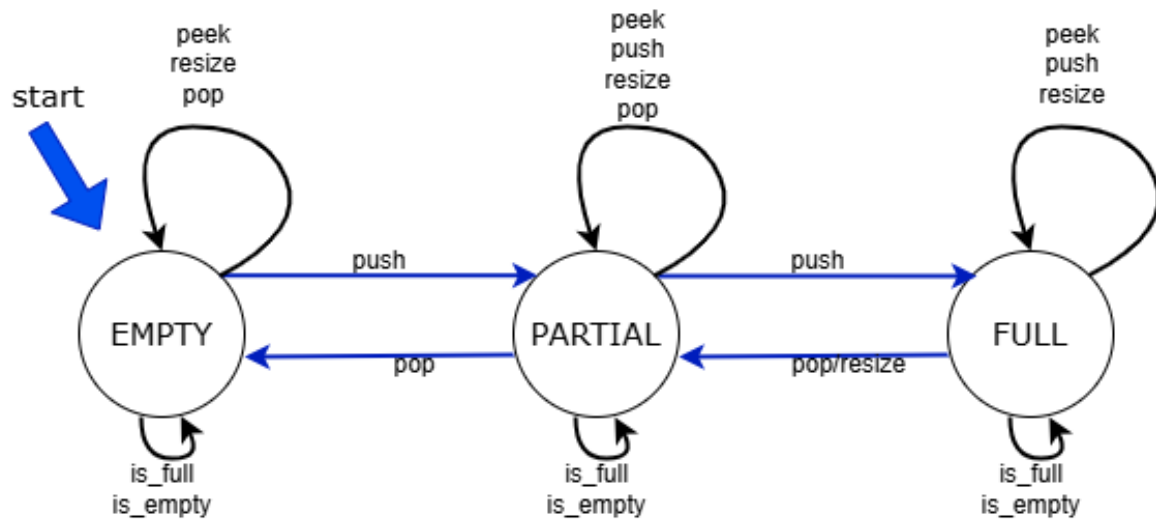 peek
resize
pop
peek
push
resize
pop
peek
push
resize
start
push
push
EMPTY
PARTIAL
FULL
pop
pop/resize
is_full
is_empty
is_full
is_empty
is_full
is_empty